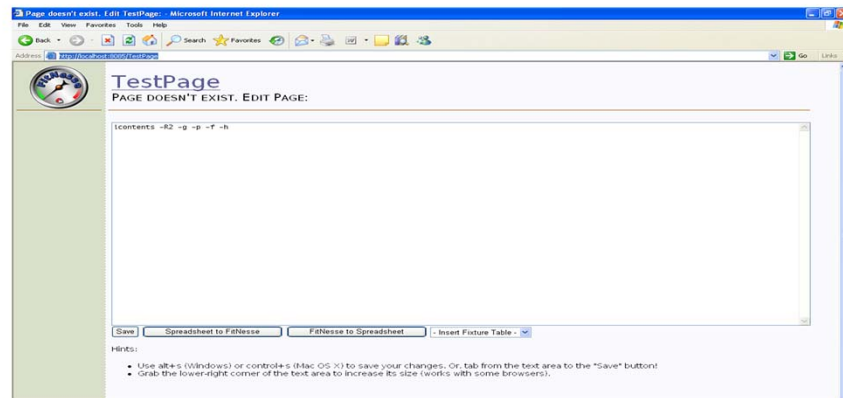 Page doesn't exist. Edit TestPage: - Microsoft Internet Explorer
File Edit View Favorites Tools Help
Back Search Favorites
Address http://localhost:8085/TestPage Go Links
FitNesse
TestPage
PAGE DOESN'T EXIST. EDIT PAGE:
!contents -R2 -g -p -f -h
Save Spreadsheet to FitNesse FitNesse to Spreadsheet - Insert Fixture Table -
Hints:
• Use alt+s (Windows) or control+s (Mac OS X) to save your changes. Or, tab from the text area to the "Save" button!
• Grab the lower-right corner of the text area to increase its size (works with some browsers).